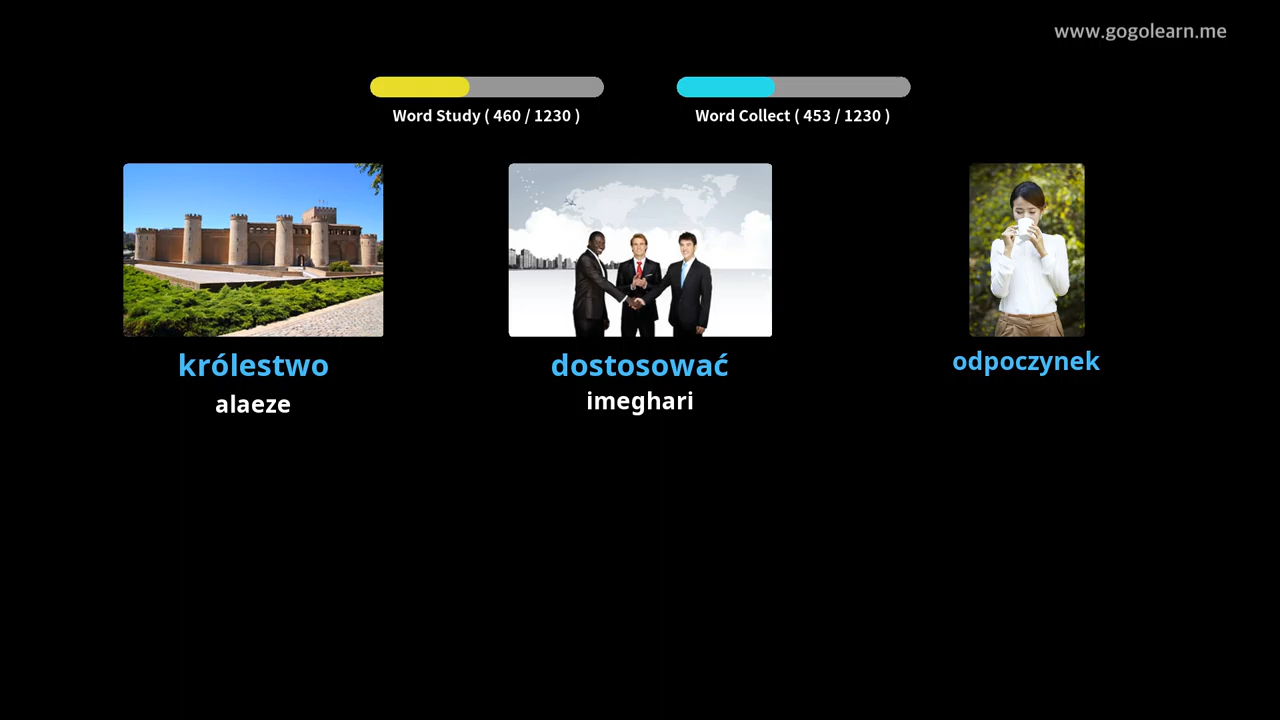 www.gogolearn.me
Word Study ( 460 / 1230 )
Word Collect ( 453 / 1230 )
królestwo
alaeze
dostosować
imeghari
odpoczynek